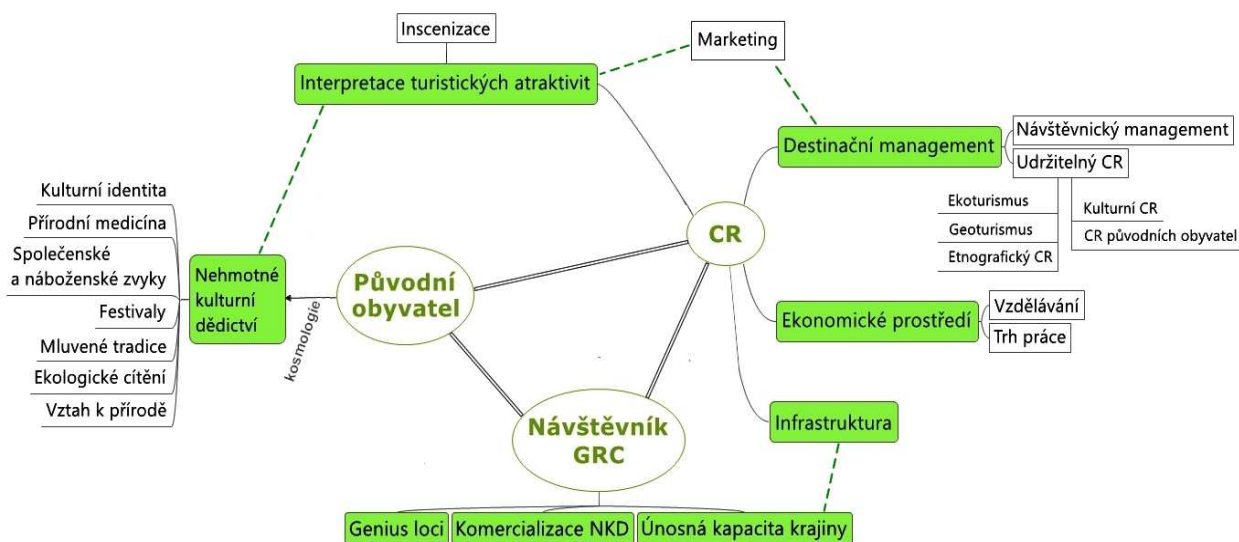 Inscenizace
Marketing
Interpretace turistických atraktivit
Destinační management
Návštěvnický management
Udržitelný CR
Ekoturismus
Geoturismus
Etnografický CR
Kulturní CR
CR původních obyvatel
CR
Kulturní identita
Přírodní medicína
Společenské
a náboženské zvyky
Festivaly
Mluvené tradice
Ekologické cítění
Vztah k přírodě
Nehmotné
kulturní
dědictví
kosmologie
Původní
obyvatel
Ekonomické prostředí
Vzdělávání
Trh práce
Infrastruktura
Návštěvník
GRC
Genius loci
Komercializace NKD
Únosná kapacita krajiny